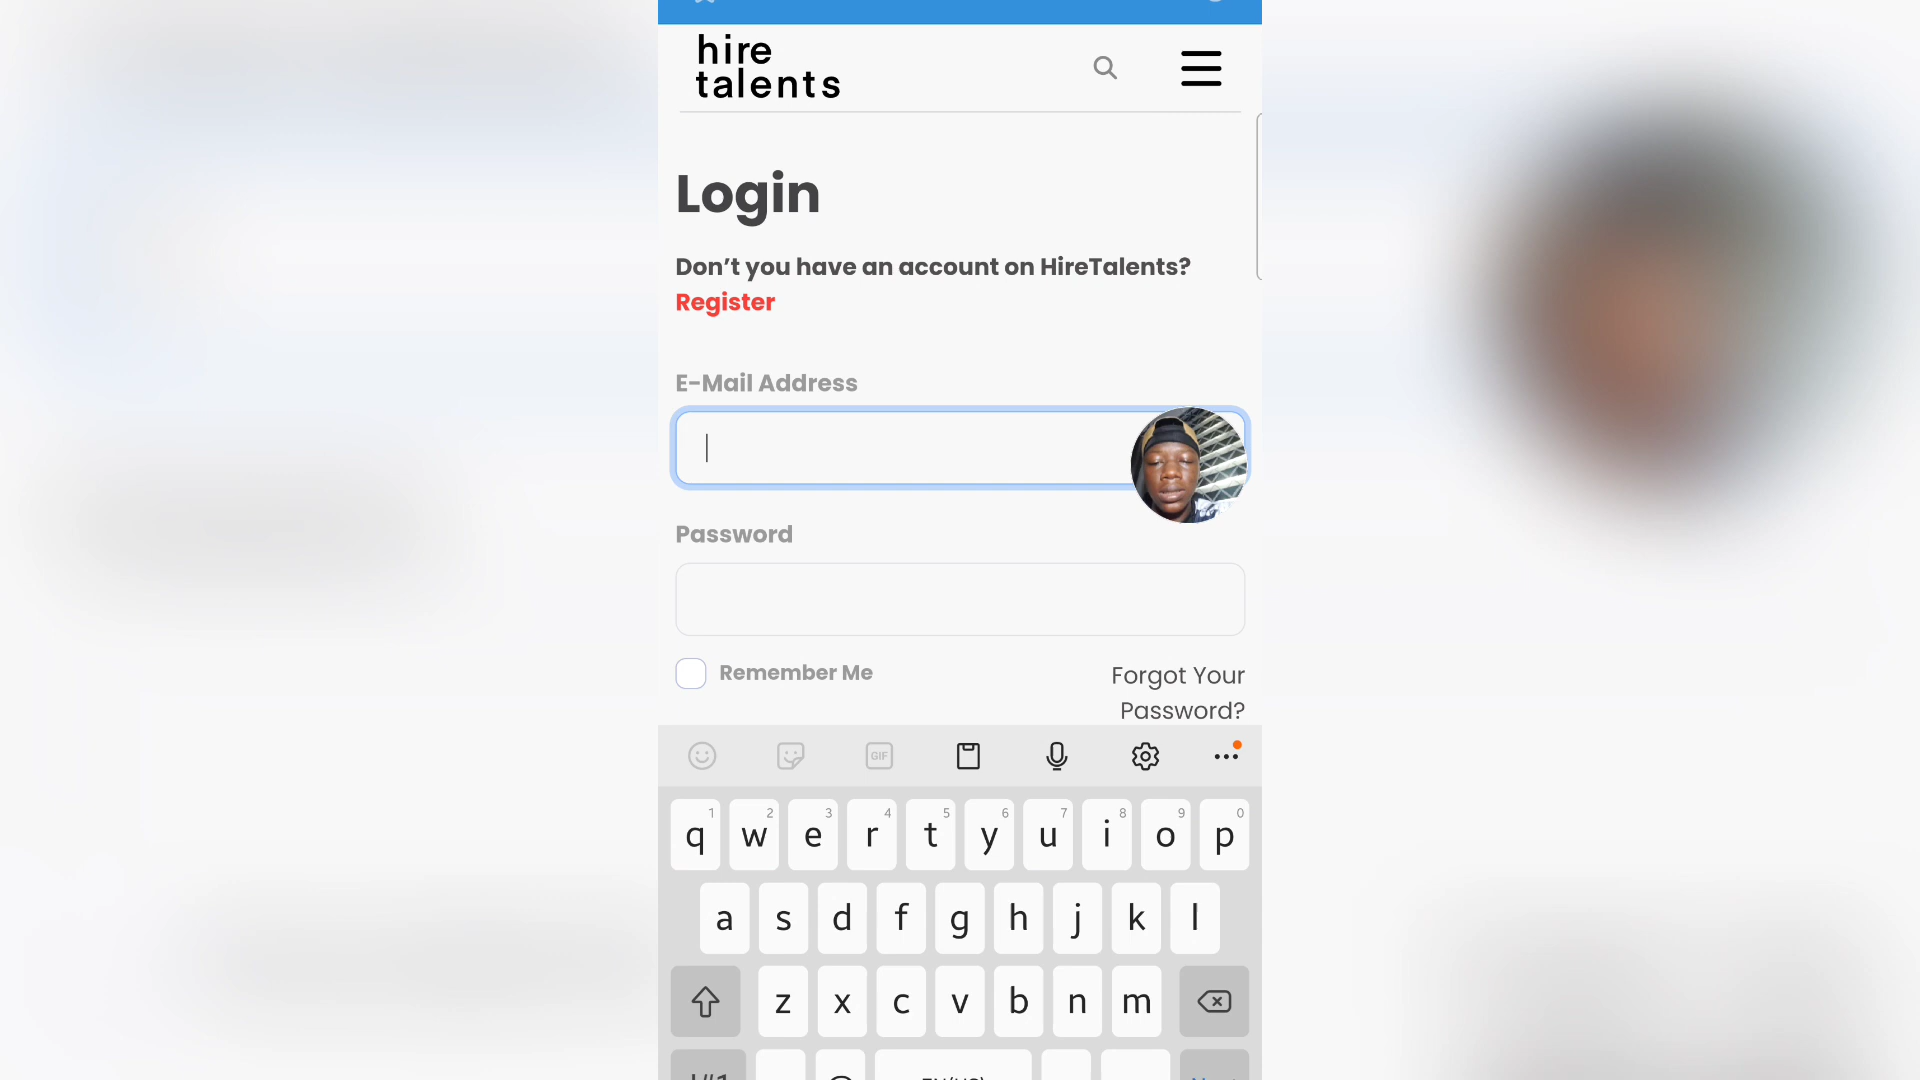 hire
talents
Login
Don’t you have an account on HireTalents?
Register
E-Mail Address
Password
Remember Me
Forgot Your
Password?
GIF
1 2 3 4 5 6 7 8 9 0
q w e r t y u i o p
a s d f g h j k l
z x c v b n m